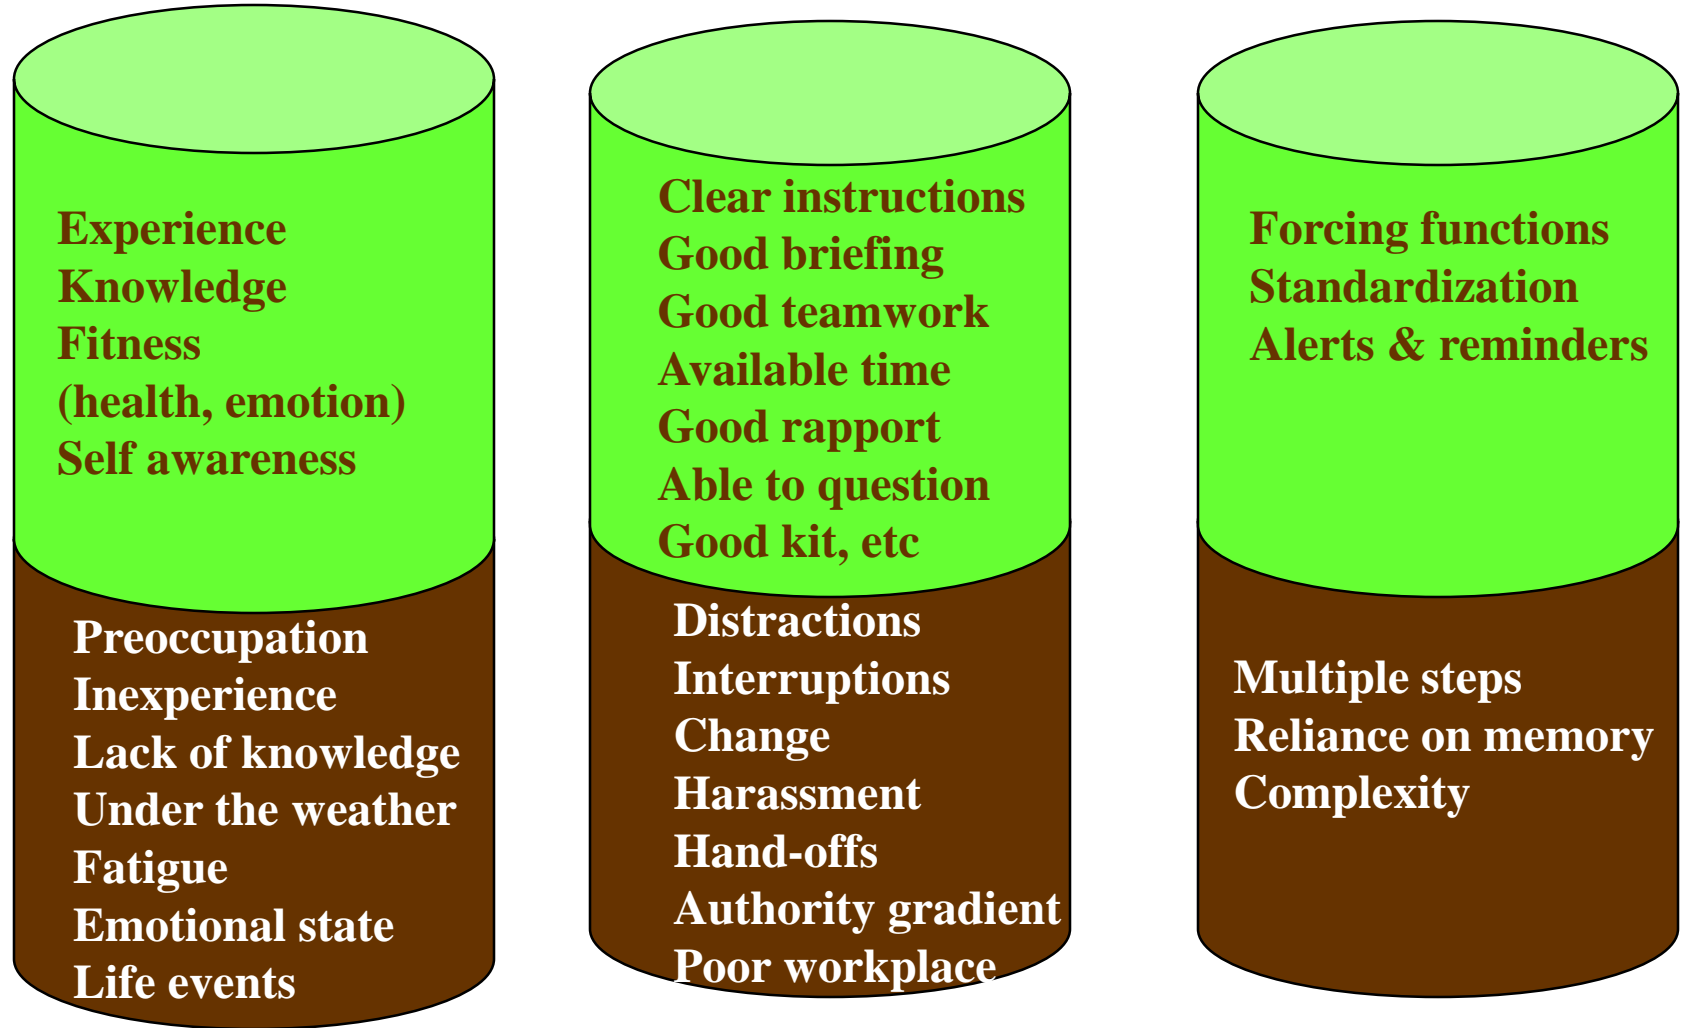 Experience
Knowledge
Fitness
(health, emotion)
Self awareness
Preoccupation
Inexperience
Lack of knowledge
Under the weather
Fatigue
Emotional state
Life events
Clear instructions
Good briefing
Good teamwork
Available time
Good rapport
Able to question
Good kit, etc
Distractions
Interruptions
Change
Harassment
Hand-offs
Authority gradient
Poor workplace
Forcing functions
Standardization
Alerts & reminders
Multiple steps
Reliance on memory
Complexity